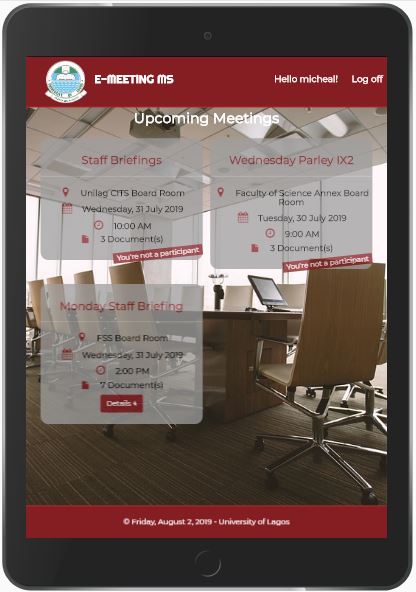 E-MEETING MS
Hello micheal! Log off
Upcoming Meetings
Staff Briefings
Unilag CITS Board Room
Wednesday, 31 July 2019
10:00 AM
3 Document(s)
You're not a participant
Wednesday Parley IX2
Faculty of Science Annex Board
Room
Tuesday, 30 July 2019
9:00 AM
3 Document(s)
You're not a participant
Monday Staff Briefing
FSS Board Room
Wednesday, 31 July 2019
2:00 PM
7 Document(s)
Details
© Friday, August 2, 2019 - University of Lagos